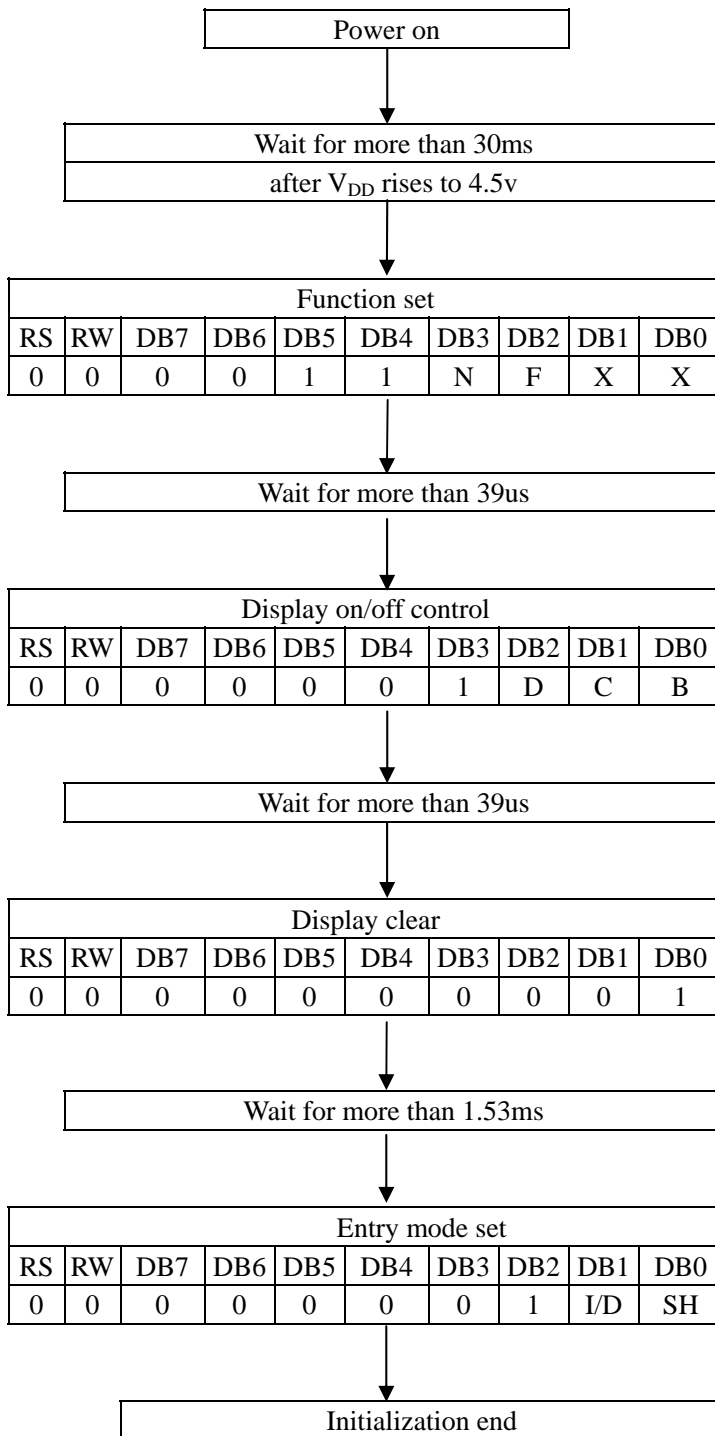 Power on
Wait for more than 30ms
after VDD rises to 4.5v
Function set
RS RW DB7 DB6 DB5 DB4 DB3 DB2 DB1 DB0
0 0 0 0 1 1 N F X X
Wait for more than 39us
Display on/off control
RS RW DB7 DB6 DB5 DB4 DB3 DB2 DB1 DB0
0 0 0 0 0 0 1 D C B
Wait for more than 39us
Display clear
RS RW DB7 DB6 DB5 DB4 DB3 DB2 DB1 DB0
0 0 0 0 0 0 0 0 0 1
Wait for more than 1.53ms
Entry mode set
RS RW DB7 DB6 DB5 DB4 DB3 DB2 DB1 DB0
0 0 0 0 0 0 0 1 I/D SH
Initialization end